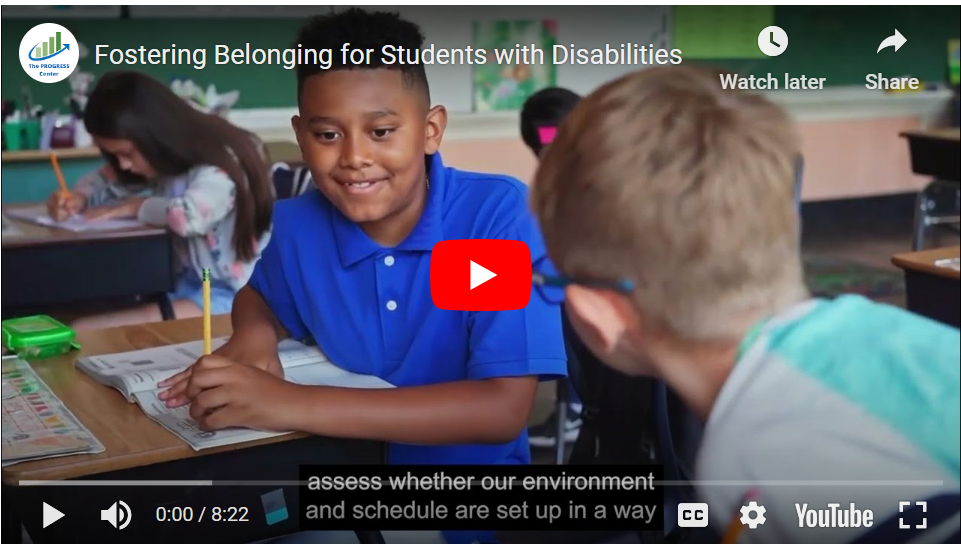 The PROGRESS
Center
Fostering Belonging for Students with Disabilities
Watch later
Share
assess whether our environment
and schedule are set up in a way
0:00 / 8:22
CC
YouTube